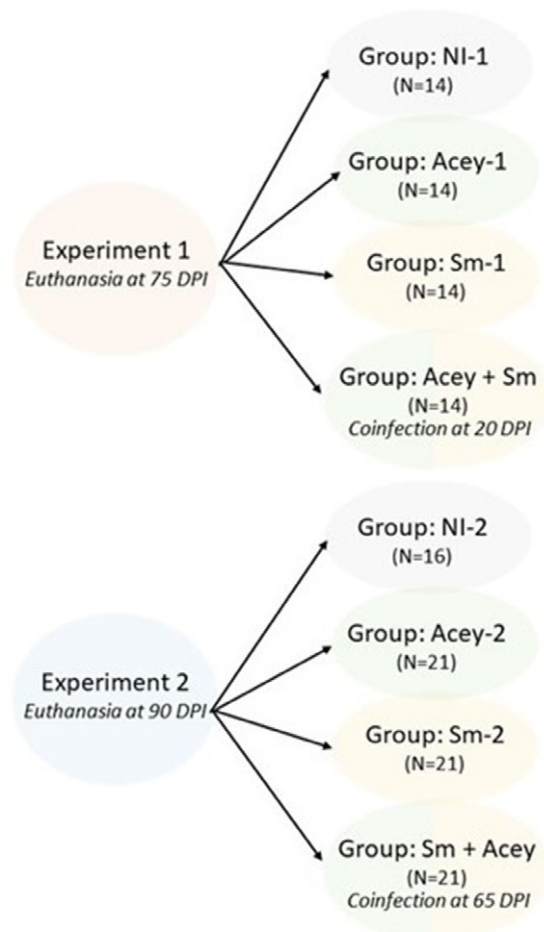 Group: NI-1
(N=14)
Group: Acey-1
(N=14)
Experiment 1
Euthanasia at 75 DPI
Group: Sm-1
(N=14)
Group: Acey + Sm
(N=14)
Coinfection at 20 DPI
Group: NI-2
(N=16)
Group: Acey-2
(N=21)
Experiment 2
Euthanasia at 90 DPI
Group: Sm-2
(N=21)
Group: Sm + Acey
(N=21)
Coinfection at 65 DPI